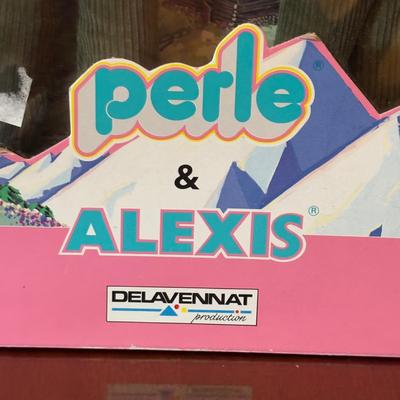 perle®
&
ALEXIS®
DELAVENNAT
production